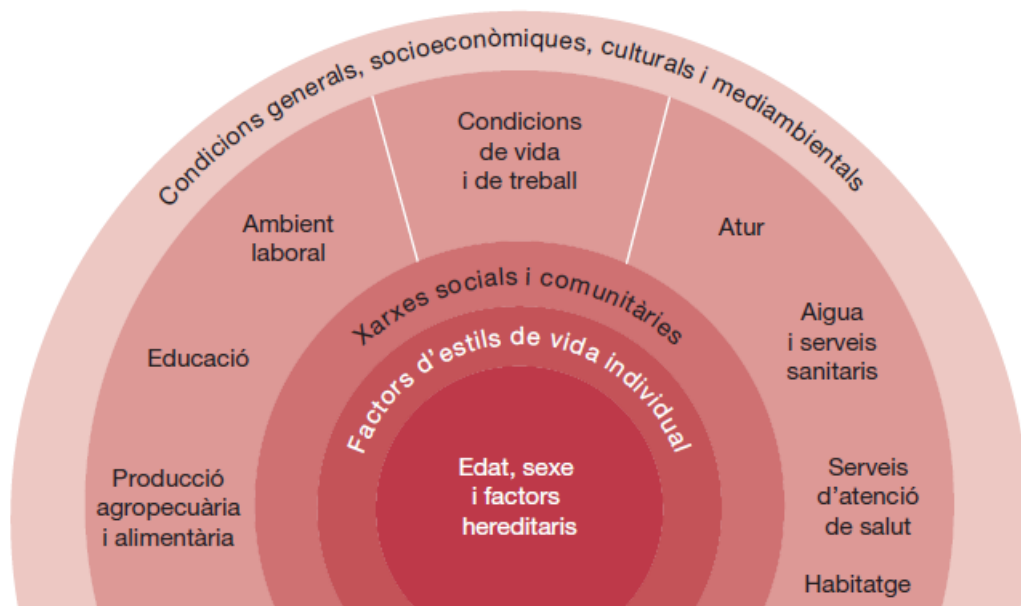 Condicions generals, socioeconòmiques, culturals i mediambientals
Condicions
de vida
i de treball
Ambient
laboral
Atur
Xarxes socials i comunitàries
Factors d'estils de vida individual
Educació
Aigua
i serveis
sanitaris
Producció
agropecuària
i alimentària
Edat, sexe
i factors
hereditaris
Serveis
d'atenció
de salut
Habitatge